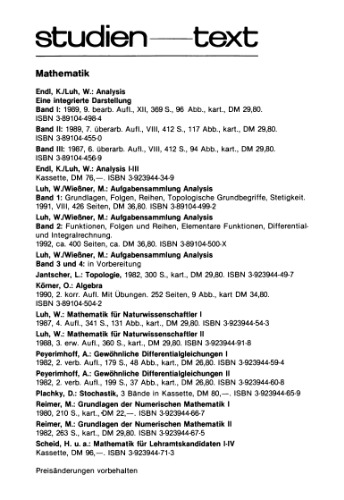 studien—text
Mathematik
Endl, K./Luh, W.: Analysis
Eine integrierte Darstellung
Band I: 1989, 9. bearb. Aufl., XII, 369 S., 96 Abb., kart., DM 29,80.
ISBN 3-89104-498-4
Band II: 1989, 7. überarb. Aufl., VIII, 412 S., 117 Abb., kart., DM 29,80.
ISBN 3-89104-455-0
Band III: 1987, 6. überarb. Aufl., VIII, 412 S., 94 Abb., kart., DM 29,80.
ISBN 3-89104-456-9
Endl, K./Luh, W.: Analysis I-III
Kassette, DM 76,—. ISBN 3-923944-34-9
Luh, W./Wießner, M.: Aufgabensammlung Analysis
Band 1: Grundlagen, Folgen, Reihen, Topologische Grundbegriffe, Stetigkeit.
1991, VIII, 426 Seiten, DM 36,80. ISBN 3-89104-499-2
Luh, W./Wießner, M.: Aufgabensammlung Analysis
Band 2: Funktionen, Folgen und Reihen, Elementare Funktionen, Differential-
und Integralrechnung.
1992, ca. 400 Seiten, ca. DM 36,80. ISBN 3-89104-500-X
Luh, W./Wießner, M.: Aufgabensammlung Analysis
Band 3 und 4: in Vorbereitung
Jantscher, L.: Topologie, 1982, 300 S., kart., DM 29,80. ISBN 3-923944-49-7
Körner, O.: Algebra
1990, 2. korr. Aufl. Mit Übungen. 252 Seiten, 9 Abb., kart DM 34,80.
ISBN 3-89104-504-2
Luh, W.: Mathematik für Naturwissenschaftler I
1987, 4. Aufl., 341 S., 131 Abb., kart., DM 29,80. ISBN 3-923944-54-3
Luh, W.: Mathematik für Naturwissenschaftler II
1988, 3. erw. Aufl., 360 S., kart., DM 29,80. ISBN 3-923944-91-8
Peyerimhoff, A.: Gewöhnliche Differentialgleichungen I
1982, 2. verb. Aufl., 179 S., 48 Abb., kart., DM 26,80. ISBN 3-923944-59-4
Peyerimhoff, A.: Gewöhnliche Differentialgleichungen II
1982, 2. verb. Aufl., 199 S., 37 Abb., kart., DM 26,80. ISBN 3-923944-60-8
Plachky, D.: Stochastik, 3 Bände in Kassette, DM 80,—. ISBN 3-923944-65-9
Reimer, M.: Grundlagen der Numerischen Mathematik I
1980, 210 S., kart., DM 22,—. ISBN 3-923944-66-7
Reimer, M.: Grundlagen der Numerischen Mathematik II
1982, 263 S., kart., DM 29,80. ISBN 3-923944-67-5
Scheid, H. u. a.: Mathematik für Lehramtskandidaten I-IV
Kassette, DM 96,—. ISBN 3-923944-71-3
Preisänderungen vorbehalten